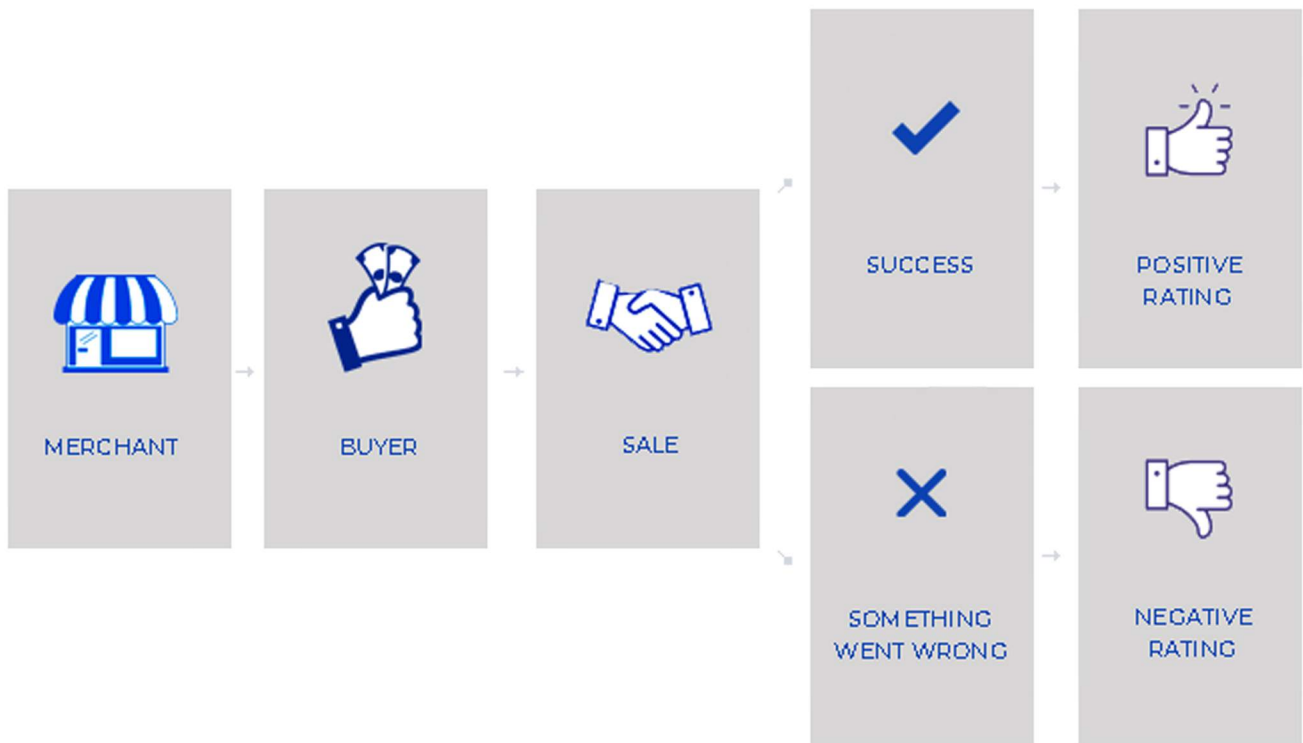 MERCHANT
BUYER
SALE
SUCCESS
POSITIVE
RATING
SOMETHING
WENT WRONG
NEGATIVE
RATING